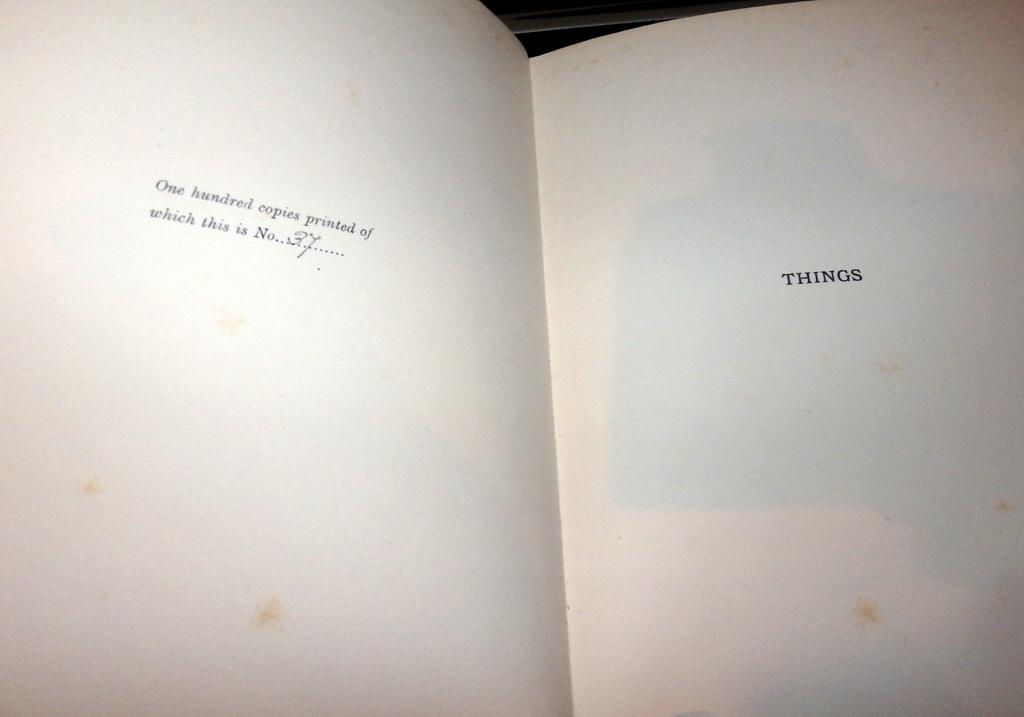 One hundred copies printed of
which this is No...37.......
THINGS